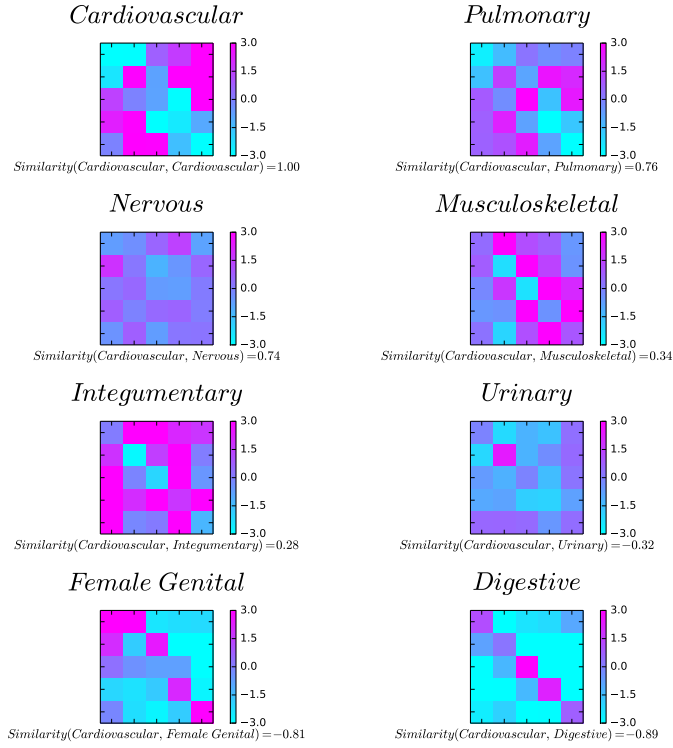 Cardiovascular
3.0
1.5
0.0
−1.5
−3.0
Similarity(Cardiovascular, Cardiovascular)=1.00
Pulmonary
3.0
1.5
0.0
−1.5
−3.0
Similarity(Cardiovascular, Pulmonary)=0.76
Nervous
3.0
1.5
0.0
−1.5
−3.0
Similarity(Cardiovascular, Nervous)=0.74
Musculoskeletal
3.0
1.5
0.0
−1.5
−3.0
Similarity(Cardiovascular, Musculoskeletal)=0.34
Integumentary
3.0
1.5
0.0
−1.5
−3.0
Similarity(Cardiovascular, Integumentary)=0.28
Urinary
3.0
1.5
0.0
−1.5
−3.0
Similarity(Cardiovascular, Urinary)=−0.32
Female Genital
3.0
1.5
0.0
−1.5
−3.0
Similarity(Cardiovascular, Female Genital)=−0.81
Digestive
3.0
1.5
0.0
−1.5
−3.0
Similarity(Cardiovascular, Digestive)=−0.89